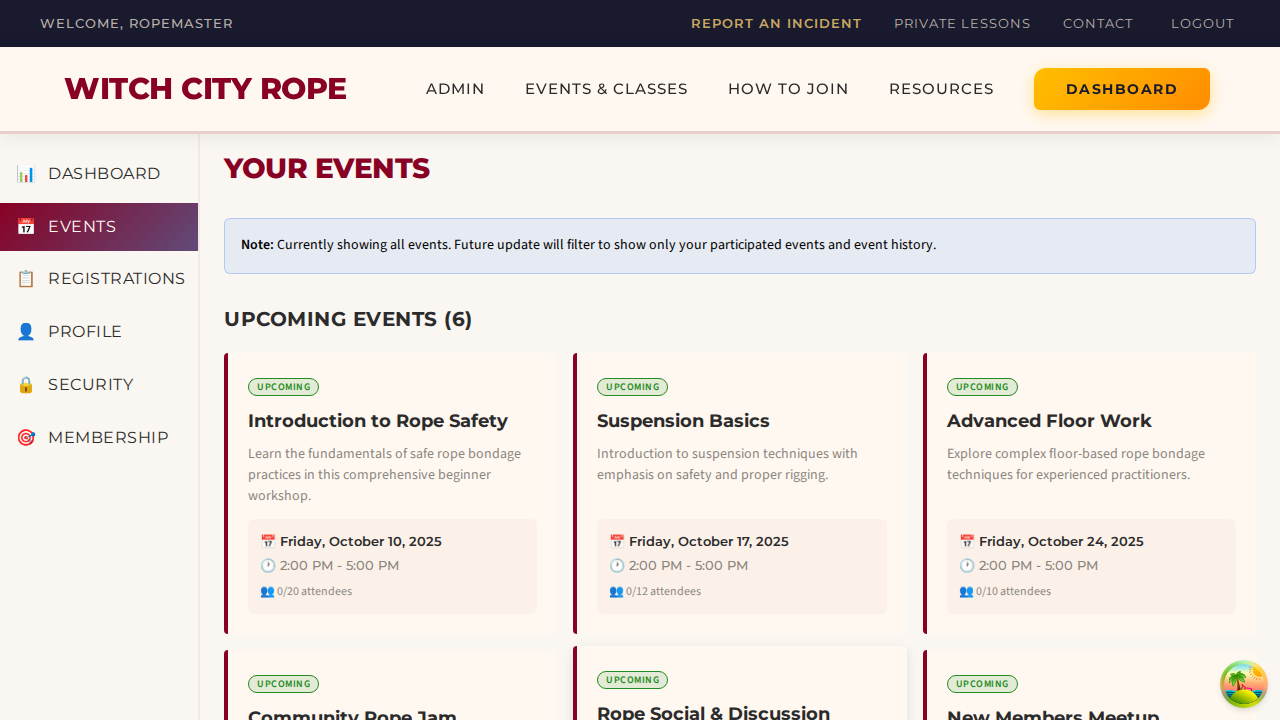 WELCOME, ROPEMASTER
REPORT AN INCIDENT
PRIVATE LESSONS
CONTACT
LOGOUT
WITCH CITY ROPE
ADMIN
EVENTS & CLASSES
HOW TO JOIN
RESOURCES
DASHBOARD
DASHBOARD
EVENTS
REGISTRATIONS
PROFILE
SECURITY
MEMBERSHIP
YOUR EVENTS
Note: Currently showing all events. Future update will filter to show only your participated events and event history.
UPCOMING EVENTS (6)
UPCOMING
Introduction to Rope Safety
Learn the fundamentals of safe rope bondage
practices in this comprehensive beginner
workshop.
Friday, October 10, 2025
2:00 PM - 5:00 PM
0/20 attendees
UPCOMING
Suspension Basics
Introduction to suspension techniques with
emphasis on safety and proper rigging.
Friday, October 17, 2025
2:00 PM - 5:00 PM
0/12 attendees
UPCOMING
Advanced Floor Work
Explore complex floor-based rope bondage
techniques for experienced practitioners.
Friday, October 24, 2025
2:00 PM - 5:00 PM
0/10 attendees
UPCOMING
Community Rope Jam
UPCOMING
Rope Social & Discussion
UPCOMING
New Members Meetup